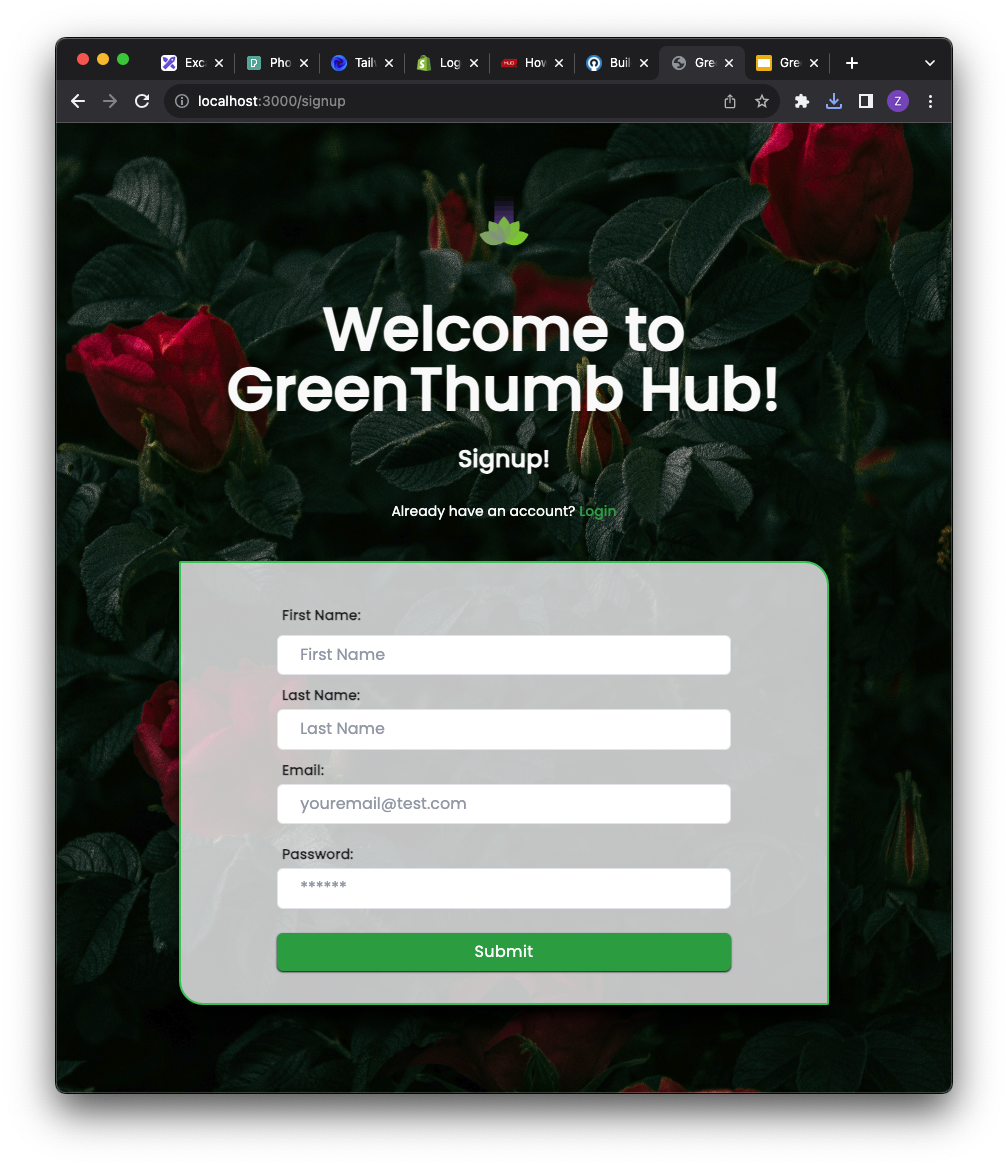 Exc
Pho
Tail
Log
HUD
How
Buil
Gre
Gre
localhost:3000/signup
Z
Welcome to
GreenThumb Hub!
Signup!
Already have an account? Login
First Name:
First Name
Last Name:
Last Name
Email:
youremail@test.com
Password:
******
Submit